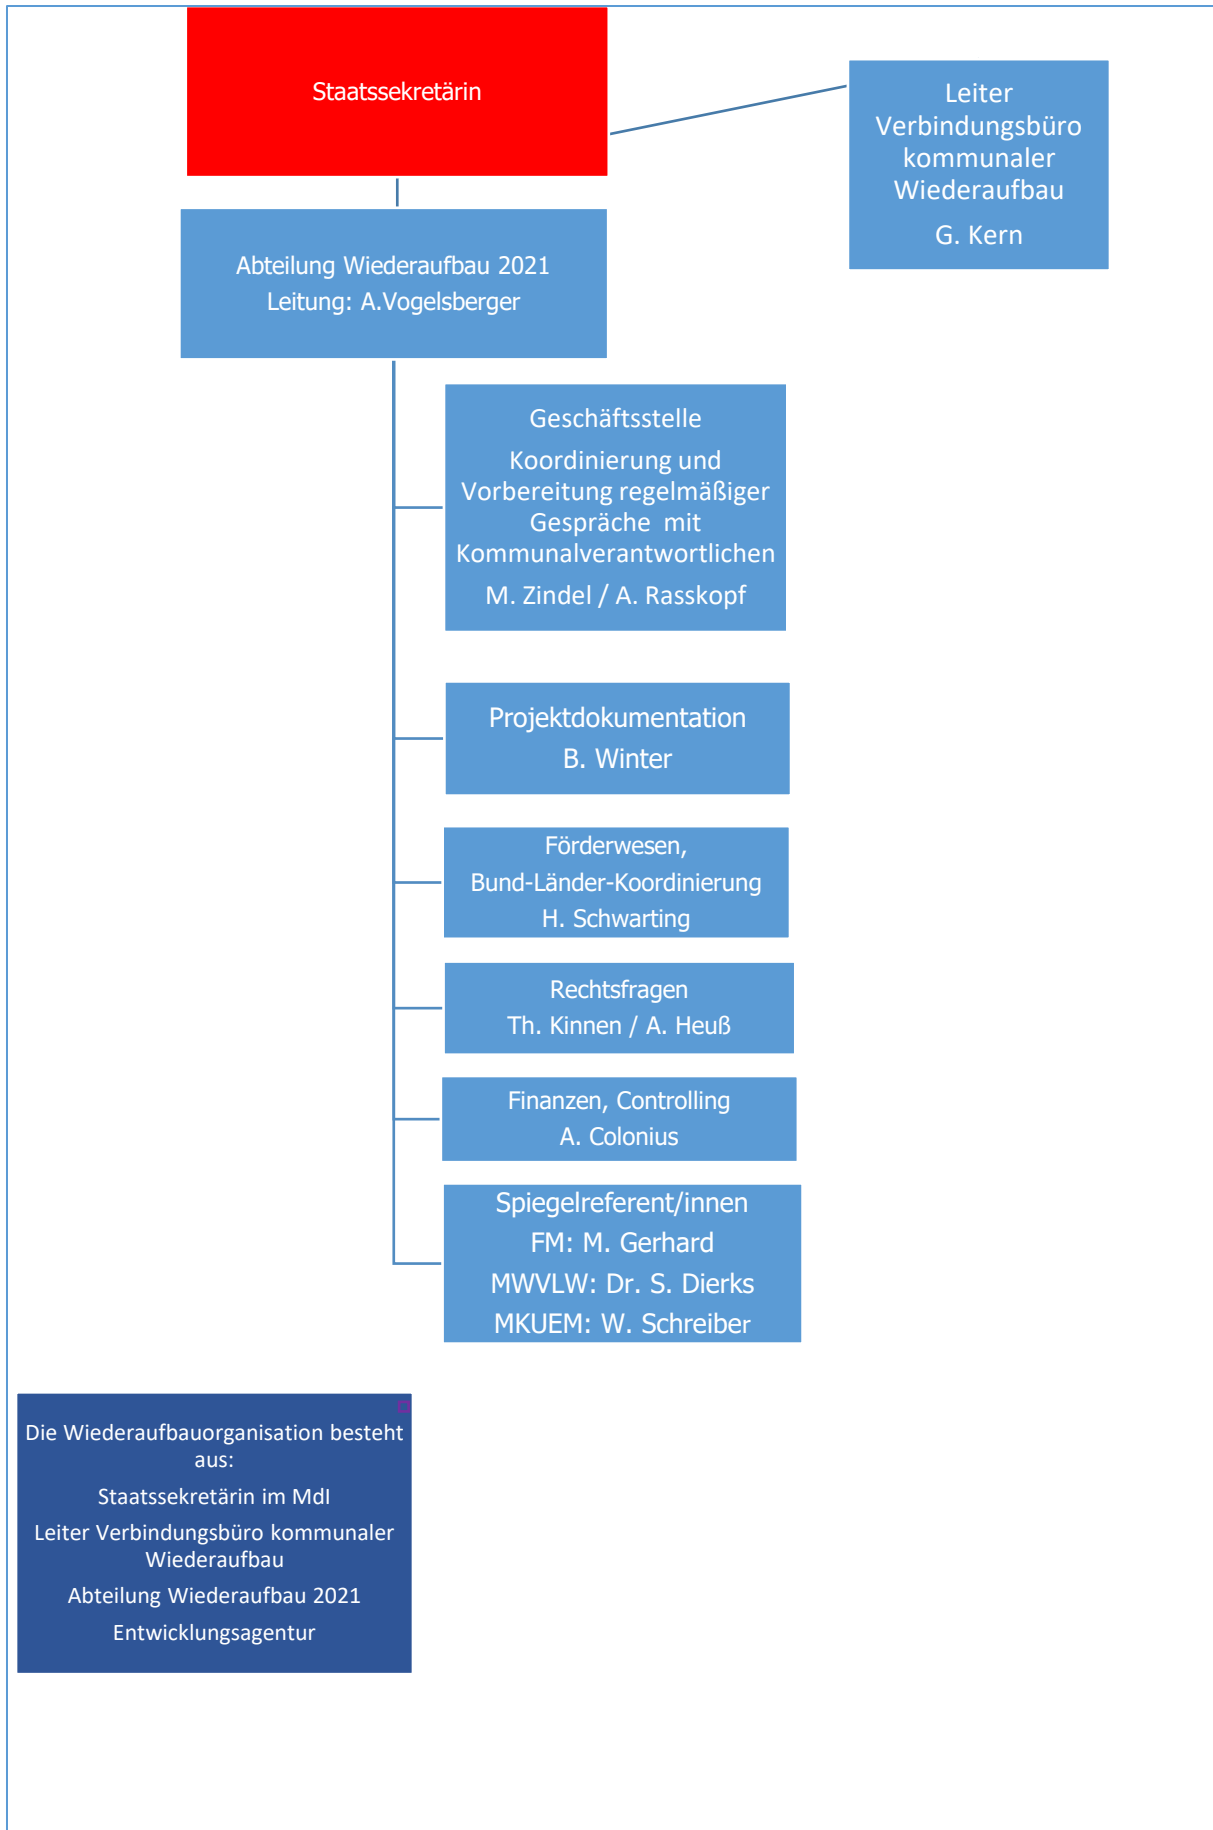 Staatssekretärin
Leiter
Verbindungsbüro
kommunaler
Wiederaufbau
G. Kern
Abteilung Wiederaufbau 2021
Leitung: A.Vogelsberger
Geschäftsstelle
Koordinierung und
Vorbereitung regelmäßiger
Gespräche mit
Kommunalverantwortlichen
M. Zindel / A. Rasskopf
Projektdokumentation
B. Winter
Förderwesen,
Bund-Länder-Koordinierung
H. Schwarting
Rechtsfragen
Th. Kinnen / A. Heuß
Finanzen, Controlling
A. Colonius
Spiegelreferent/innen
FM: M. Gerhard
MWVLW: Dr. S. Dierks
MKUEM: W. Schreiber
Die Wiederaufbauorganisation besteht
aus:
Staatssekretärin im MdI
Leiter Verbindungsbüro kommunaler
Wiederaufbau
Abteilung Wiederaufbau 2021
Entwicklungsagentur